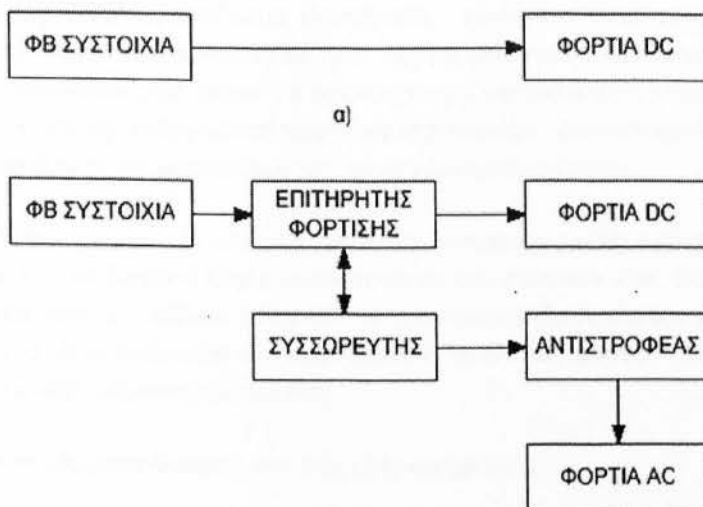 ΦΒ ΣΥΣΤΟΙΧΙΑ
ΦΟΡΤΙΑ DC
α)
ΦΒ ΣΥΣΤΟΙΧΙΑ
ΕΠΙΤΗΡΗΤΗΣ
ΦΟΡΤΙΣΗΣ
ΦΟΡΤΙΑ DC
ΣΥΣΣΩΡΕΥΤΗΣ
ΑΝΤΙΣΤΡΟΦΕΑΣ
ΦΟΡΤΙΑ AC